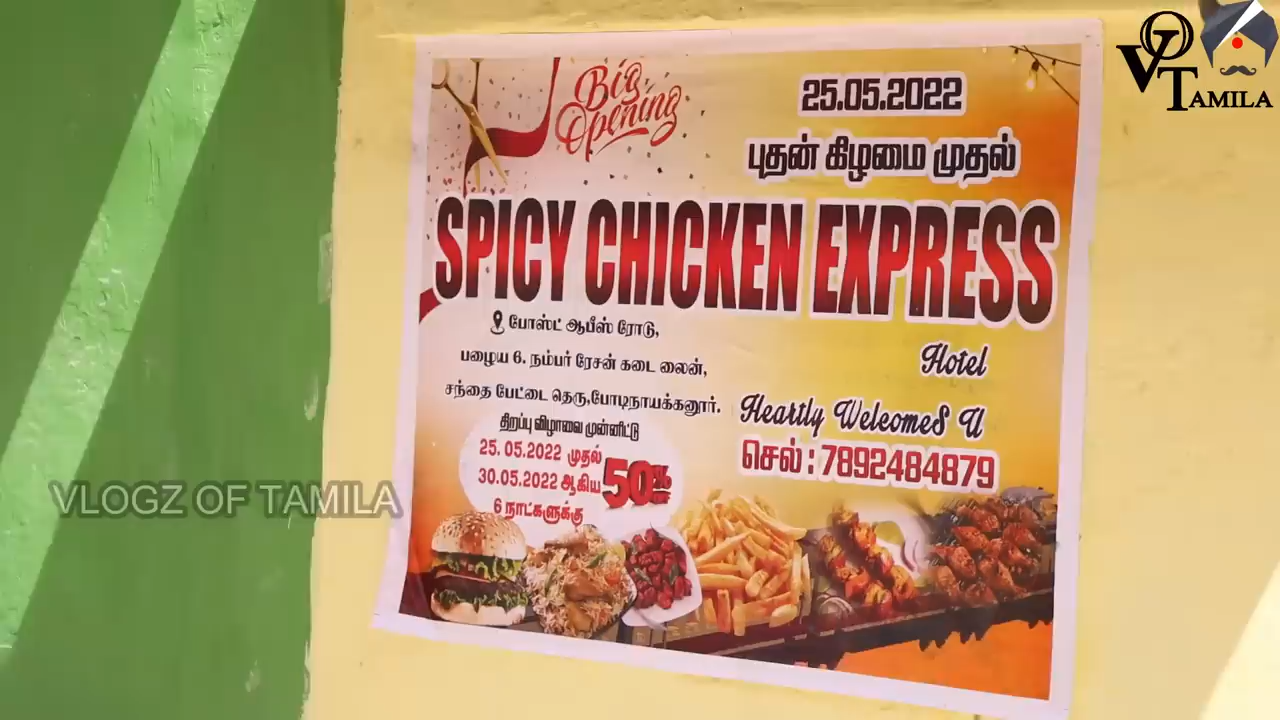 Big
Opening
25.05.2022
புதன் கிழமை முதல்
SPICY CHICKEN EXPRESS
Hotel
போஸ்ட் ஆபீஸ் ரோடு,
பழைய 6. நம்பர் ரேசன் கடை லைன்,
சந்தை பேட்டை தெரு,போடிநாயக்கனூர்.
Heartly WelcomeS U
செல் : 7892484879
திறப்பு விழாவை முன்னிட்டு
25. 05.2022 முதல்
30.05.2022 ஆகிய
6 நாட்களுக்கு
50%
OFF
VLOGZ OF TAMILA
VOTAMILA